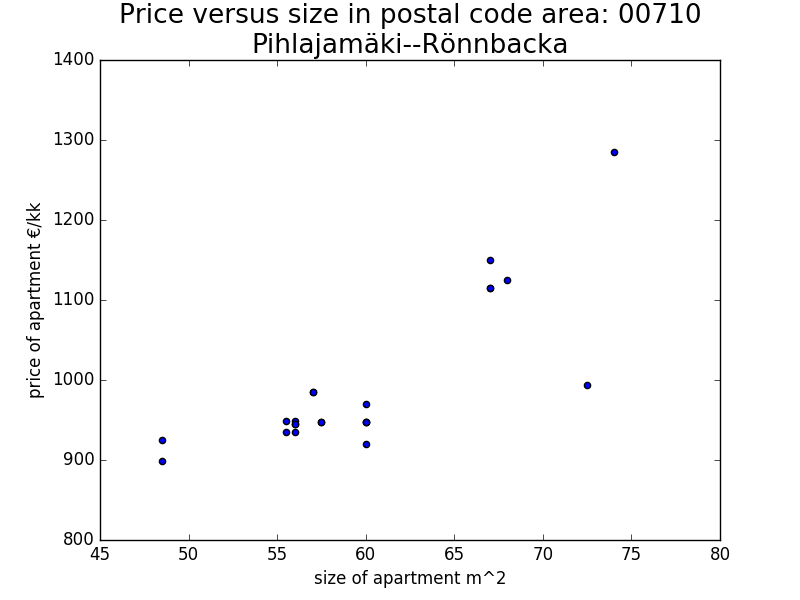 Price versus size in postal code area: 00710
Pihlajamäki--Rönnbacka
1400
1300
1200
1100
1000
900
800
price of apartment €/kk
45 50 55 60 65 70 75 80
size of apartment m^2